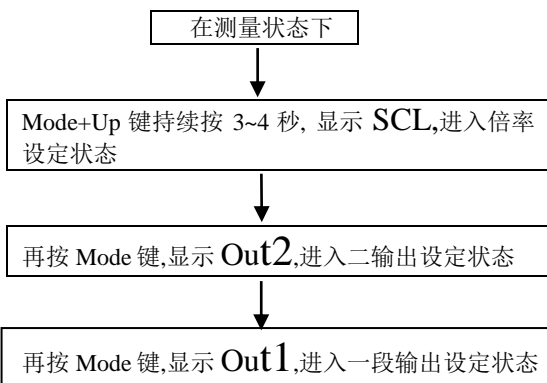 在测量状态下
Mode+Up 键持续按 3~4 秒, 显示 SCL,进入倍率
设定状态
再按 Mode 键,显示 Out2,进入二输出设定状态
再按 Mode 键,显示 Out1,进入一段输出设定状态